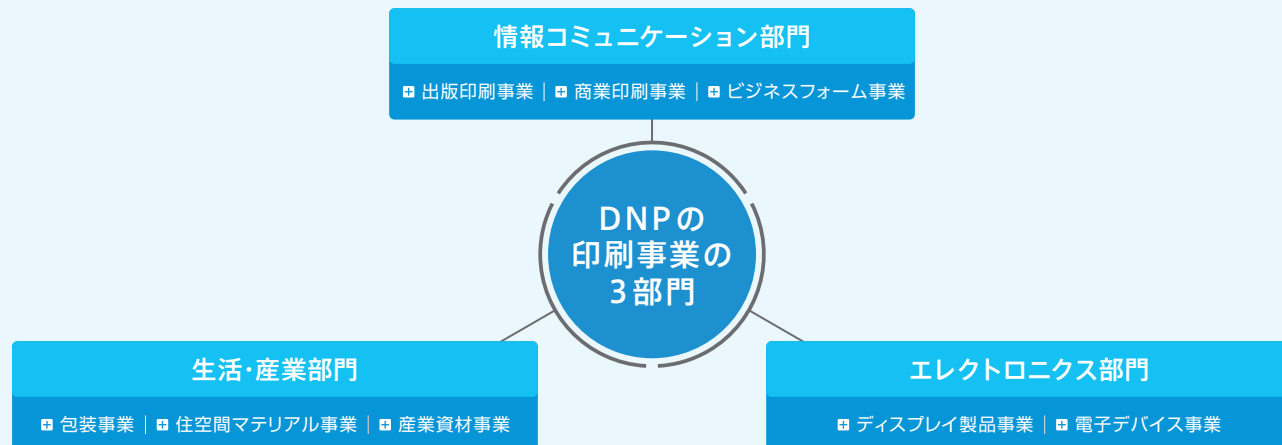 情報コミュニケーション部門
出版印刷事業｜商業印刷事業｜ビジネスフォーム事業
DNPの
印刷事業の
3部門
生活・産業部門
包装事業｜住空間マテリアル事業｜産業資材事業
エレクトロニクス部門
ディスプレイ製品事業｜電子デバイス事業